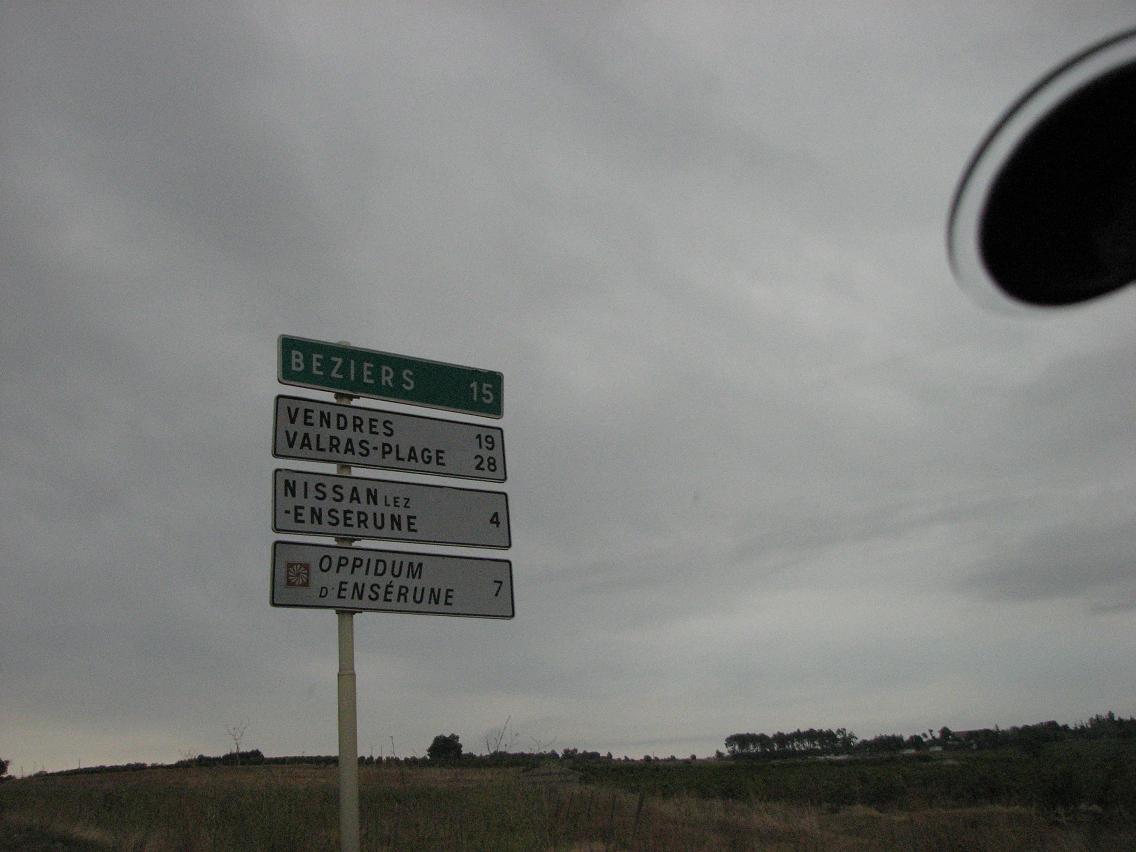 BEZIERS 15
VENDRES 19
VALRAS-PLAGE 28
NISSAN LEZ
-ENSERUNE 4
OPPIDUM
D'ENSÉRUNE 7